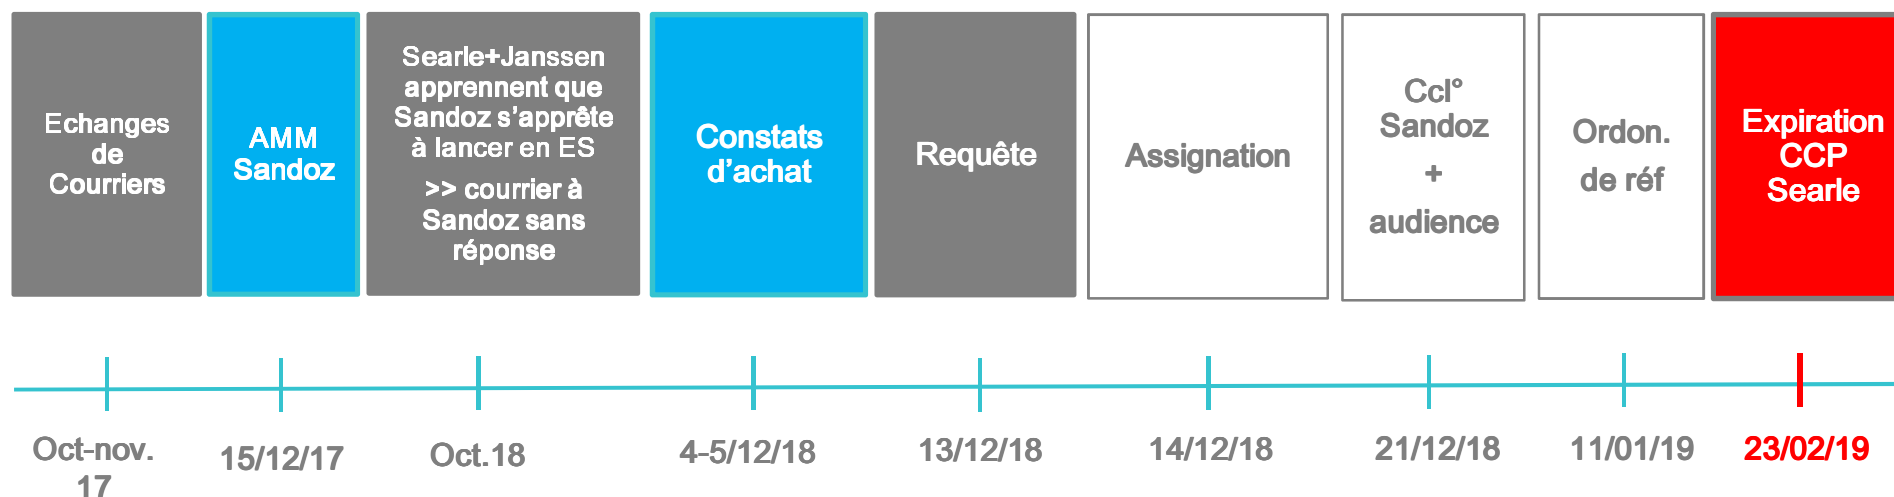 Echanges
de
Courriers
AMM
Sandoz
Searle+Janssen
apprennent que
Sandoz s'apprête
à lancer en ES
>> courrier à
Sandoz sans
réponse
Constats
d'achat
Requête
Assignation
Ccl°
Sandoz
+
audience
Ordon.
de réf
Expiration
CCP
Searle
Oct-nov.
17
15/12/17
Oct.18
4-5/12/18
13/12/18
14/12/18
21/12/18
11/01/19
23/02/19